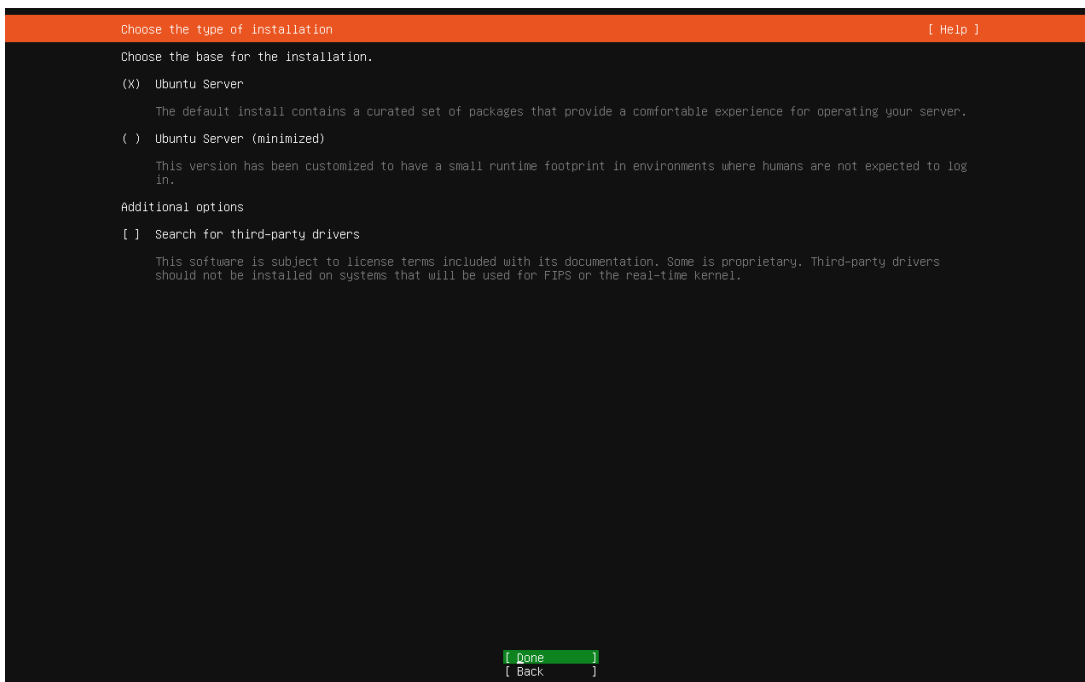 Choose the type of installation [ Help ]
Choose the base for the installation.
(X) Ubuntu Server
The default install contains a curated set of packages that provide a comfortable experience for operating your server.
( ) Ubuntu Server (minimized)
This version has been customized to have a small runtime footprint in environments where humans are not expected to log
in.
Additional options
[ ] Search for third-party drivers
This software is subject to license terms included with its documentation. Some is proprietary. Third-party drivers
should not be installed on systems that will be used for FIPS or the real-time kernel.
[ Done ]
[ Back ]